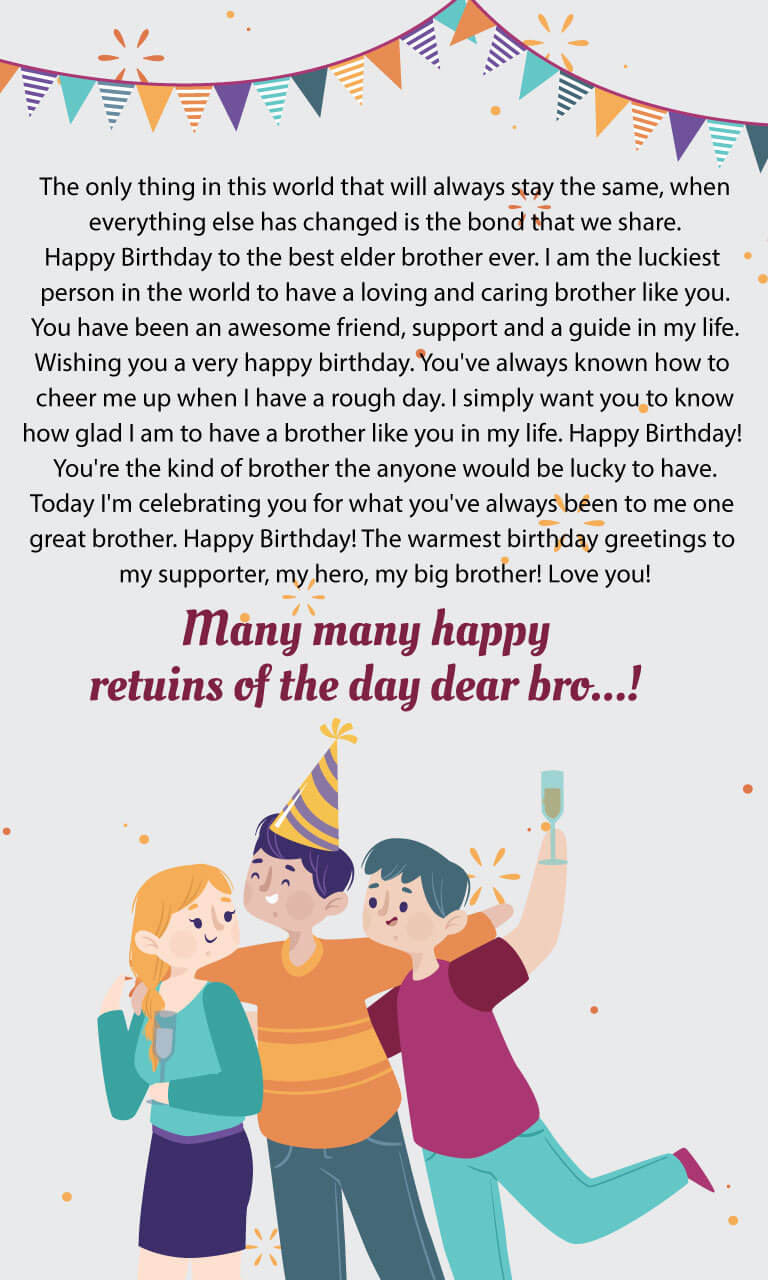 The only thing in this world that will always stay the same, when
everything else has changed is the bond that we share.
Happy Birthday to the best elder brother ever. I am the luckiest
person in the world to have a loving and caring brother like you.
You have been an awesome friend, support and a guide in my life.
Wishing you a very happy birthday. You've always known how to
cheer me up when I have a rough day. I simply want you to know
how glad I am to have a brother like you in my life. Happy Birthday!
You're the kind of brother the anyone would be lucky to have.
Today I'm celebrating you for what you've always been to me one
great brother. Happy Birthday! The warmest birthday greetings to
my supporter, my hero, my big brother! Love you!
Many many happy
retuins of the day dear bro...!